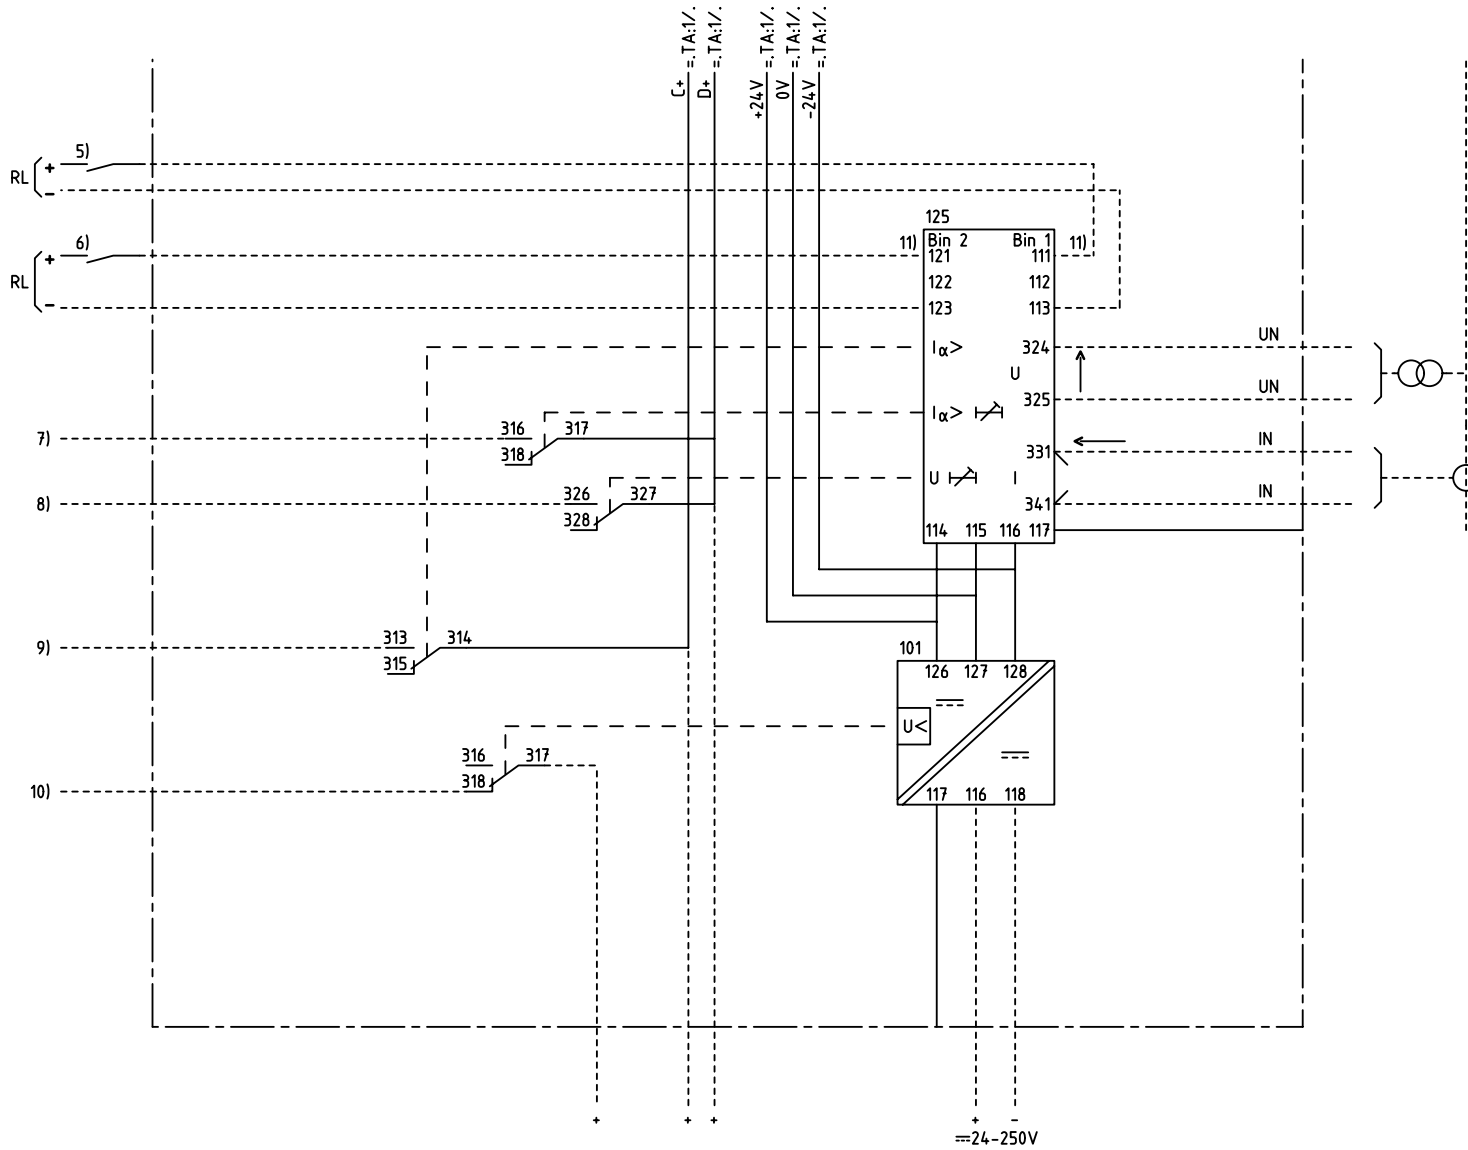 =.TA:1/.
=.TA:1/.
=.TA:1/.
=.TA:1/.
=.TA:1/.
C+
D+
+24V
0V
-24V
5)
RL
+
-
125
6)
11) Bin 2 Bin 1 11)
RL
+
-
121 111
122 112
123 113
Iα> 324 UN
U
325 UN
Iα>
7) 316 317
318
331 IN
U I
8) 326 327
328
341 IN
114 115 116 117
9) 313 314
315
101
126 127 128
U<
316 317
10) 318
117 116 118
+ + + + -
24-250V